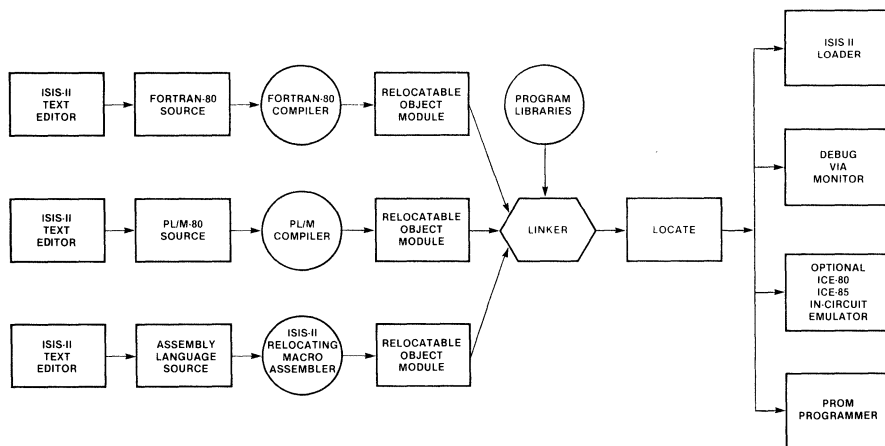 ISIS-II
TEXT
EDITOR
FORTRAN-80
SOURCE
FORTRAN-80
COMPILER
RELOCATABLE
OBJECT
MODULE
PROGRAM
LIBRARIES
ISIS-II
TEXT
EDITOR
PL/M-80
SOURCE
PL/M
COMPILER
RELOCATABLE
OBJECT
MODULE
LINKER
LOCATE
ISIS-II
TEXT
EDITOR
ASSEMBLY
LANGUAGE
SOURCE
ISIS-II
RELOCATING
MACRO
ASSEMBLER
RELOCATABLE
OBJECT
MODULE
ISIS II
LOADER
DEBUG
VIA
MONITOR
OPTIONAL
ICE-80
ICE-85
IN-CIRCUIT
EMULATOR
PROM
PROGRAMMER